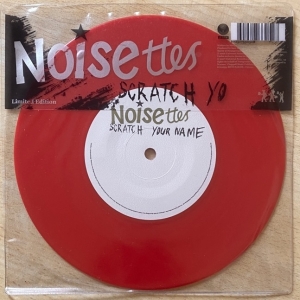 NOISettes
Limited Edition
SCRATCH YO
NOISettes
SCRATCH YOUR NAME